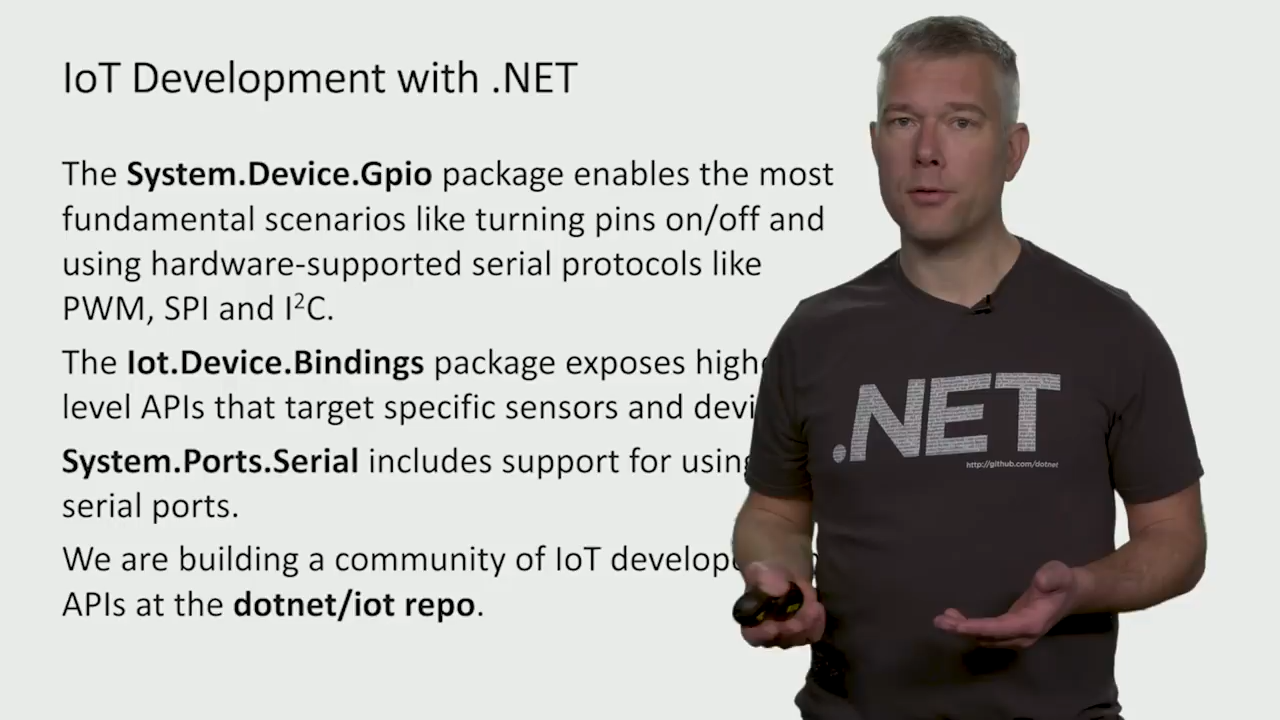 IoT Development with .NET
The System.Device.Gpio package enables the most
fundamental scenarios like turning pins on/off and
using hardware-supported serial protocols like
PWM, SPI and I²C.
The Iot.Device.Bindings package exposes
level APIs that target specific sensors and
System.Ports.Serial includes support for using
serial ports.
We are building a community of IoT
APIs at the dotnet/iot repo.
.NET
http://github.com/dotnet